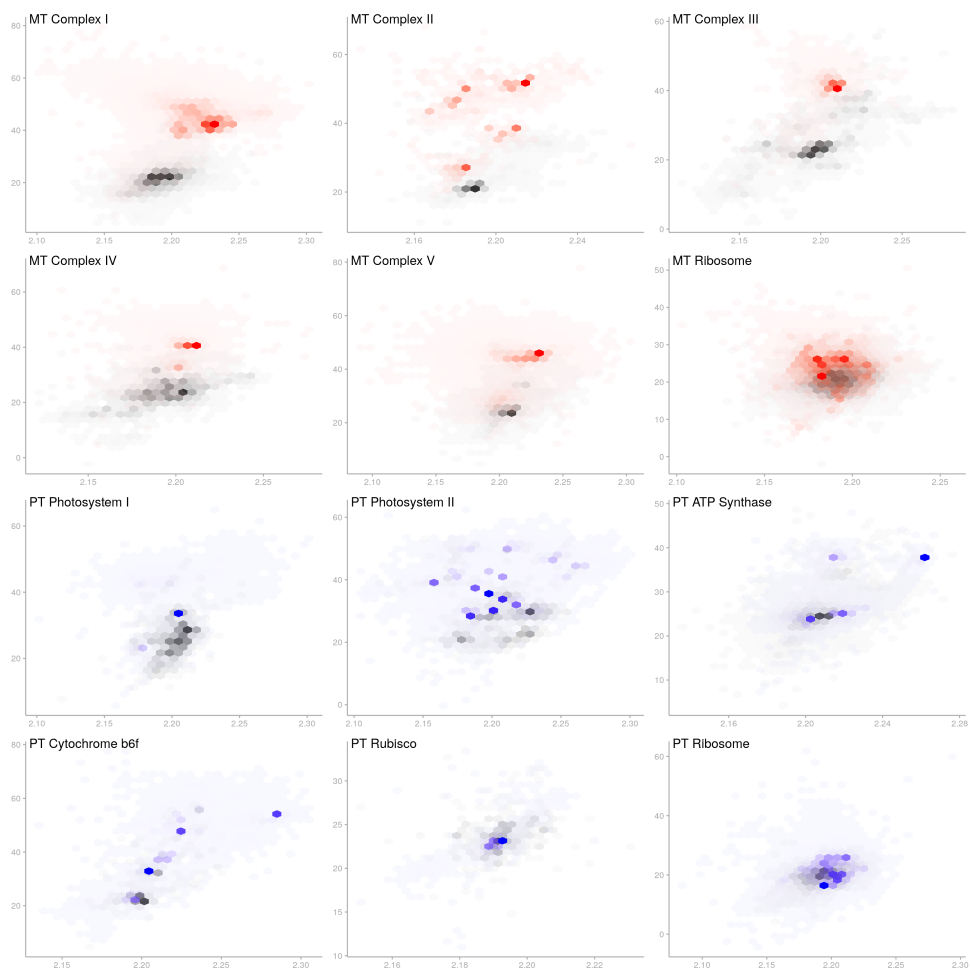 MT Complex I
80
60
40
20
2.10 2.15 2.20 2.25 2.30
MT Complex II
60
40
20
2.16 2.20 2.24
MT Complex III
60
40
20
0
2.15 2.20 2.25
MT Complex IV
60
40
20
0
2.15 2.20 2.25
MT Complex V
80
60
40
20
2.10 2.15 2.20 2.25 2.30
MT Ribosome
50
40
30
20
10
0
2.10 2.15 2.20 2.25
PT Photosystem I
60
40
20
2.10 2.15 2.20 2.25 2.30
PT Photosystem II
60
40
20
0
2.10 2.15 2.20 2.25 2.30
PT ATP Synthase
50
40
30
20
10
2.16 2.20 2.24 2.28
PT Cytochrome b6f
80
60
40
20
2.15 2.20 2.25 2.30
PT Rubisco
30
25
20
15
10
2.16 2.18 2.20 2.22
PT Ribosome
60
40
20
0
2.10 2.15 2.20 2.25 2.30